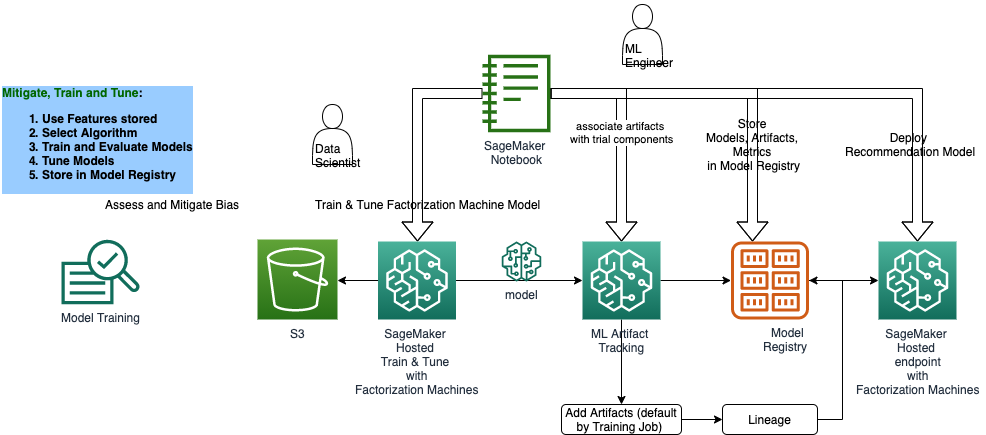 ML
Engineer
Mitigate, Train and Tune:
1. Use Features stored
2. Select Algorithm
3. Train and Evaluate Models
4. Tune Models
5. Store in Model Registry
Data
Scientist
SageMaker
Notebook
associate artifacts
with trial components
Store
Models, Artifacts,
Metrics
in Model Registry
Deploy
Recommendation Model
Assess and Mitigate Bias
Train & Tune Factorization Machine Model
Model Training
S3
SageMaker
Hosted
Train & Tune
with
Factorization Machines
model
ML Artifact
Tracking
Model
Registry
SageMaker
Hosted
endpoint
with
Factorization Machines
Add Artifacts (default
by Training Job)
Lineage